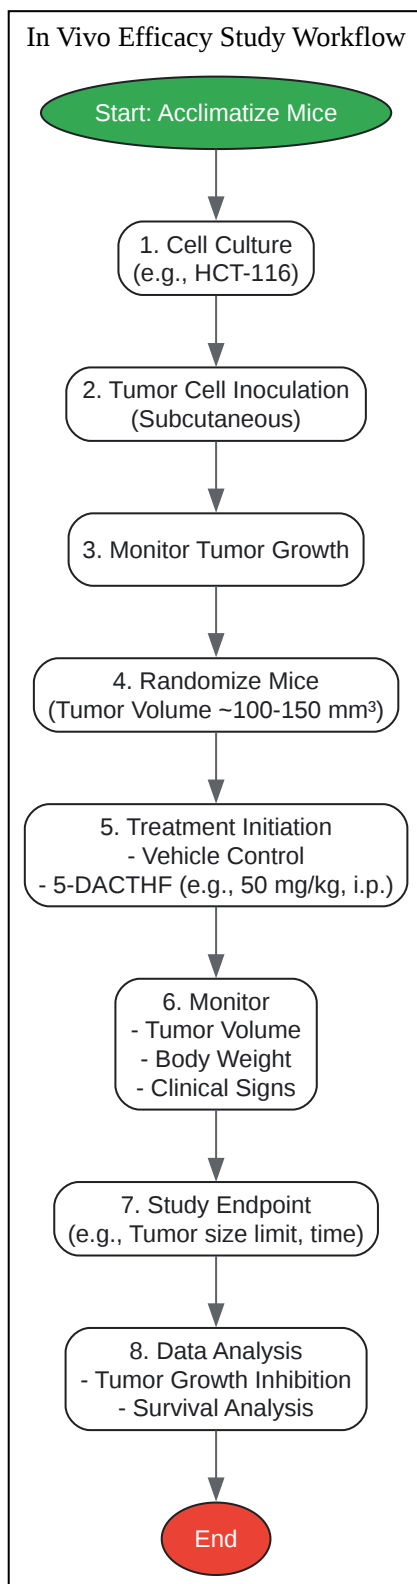 In Vivo Efficacy Study Workflow
Start: Acclimatize Mice
1. Cell Culture
(e.g., HCT-116)
2. Tumor Cell Inoculation
(Subcutaneous)
3. Monitor Tumor Growth
4. Randomize Mice
(Tumor Volume ~100-150 mm³)
5. Treatment Initiation
- Vehicle Control
- 5-DACTHF (e.g., 50 mg/kg, i.p.)
6. Monitor
- Tumor Volume
- Body Weight
- Clinical Signs
7. Study Endpoint
(e.g., Tumor size limit, time)
8. Data Analysis
- Tumor Growth Inhibition
- Survival Analysis
End